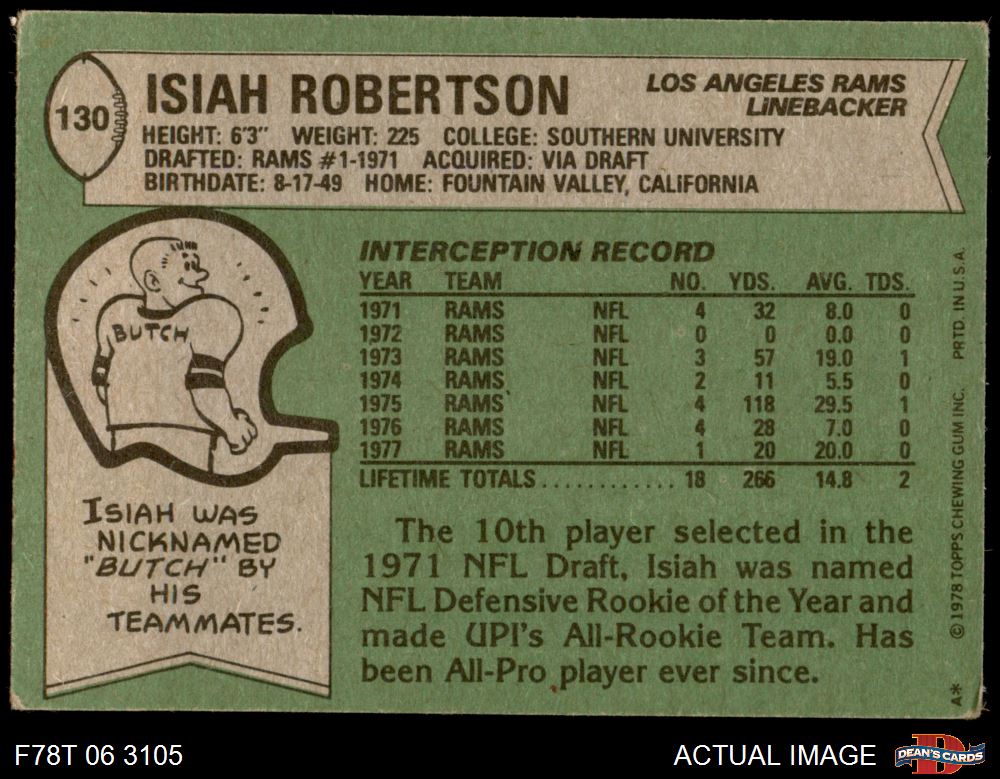 130
ISIAH ROBERTSON
LOS ANGELES RAMS
LINEBACKER
HEIGHT: 6'3" WEIGHT: 225 COLLEGE: SOUTHERN UNIVERSITY
DRAFTED: RAMS #1-1971 ACQUIRED: VIA DRAFT
BIRTHDATE: 8-17-49 HOME: FOUNTAIN VALLEY, CALIFORNIA
BUTCH
ISIAH WAS
NICKNAMED
"BUTCH" BY
HIS
TEAMMATES.
INTERCEPTION RECORD
YEAR TEAM NO. YDS. AVG. TDS.
1971 RAMS NFL 4 32 8.0 0
1972 RAMS NFL 0 0 0.0 0
1973 RAMS NFL 3 57 19.0 1
1974 RAMS NFL 2 11 5.5 0
1975 RAMS NFL 4 118 29.5 1
1976 RAMS NFL 4 28 7.0 0
1977 RAMS NFL 1 20 20.0 0
LIFETIME TOTALS............ 18 266 14.8 2
The 10th player selected in the
1971 NFL Draft, Isiah was named
NFL Defensive Rookie of the Year and
made UPI's All-Rookie Team. Has
been All-Pro player ever since.
A* © 1978 TOPPS CHEWING GUM INC. PRTD. IN U.S.A.
F78T 06 3105
ACTUAL IMAGE
DEAN'S CARDS